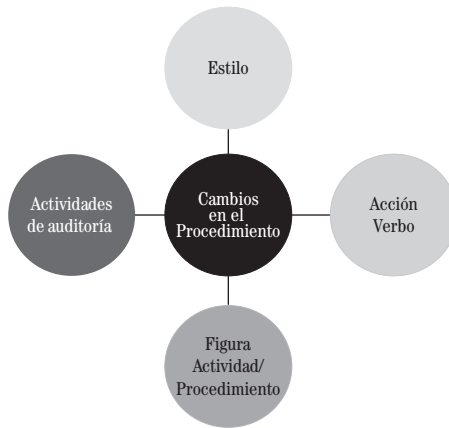 Estilo
Actividades
de auditoría
Cambios
en el
Procedimiento
Acción
Verbo
Figura
Actividad/
Procedimiento